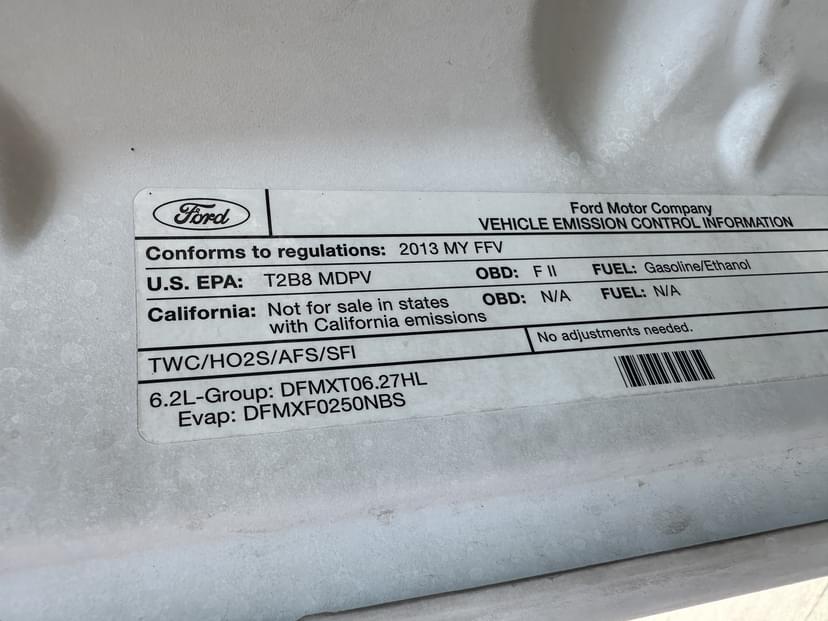 Ford
Ford Motor Company
VEHICLE EMISSION CONTROL INFORMATION
Conforms to regulations: 2013 MY FFV
U.S. EPA: T2B8 MDPV OBD: F II FUEL: Gasoline/Ethanol
California: Not for sale in states OBD: N/A FUEL: N/A
with California emissions
TWC/HO2S/AFS/SFI
No adjustments needed.
6.2L-Group: DFMXT06.27HL
Evap: DFMXF0250NBS